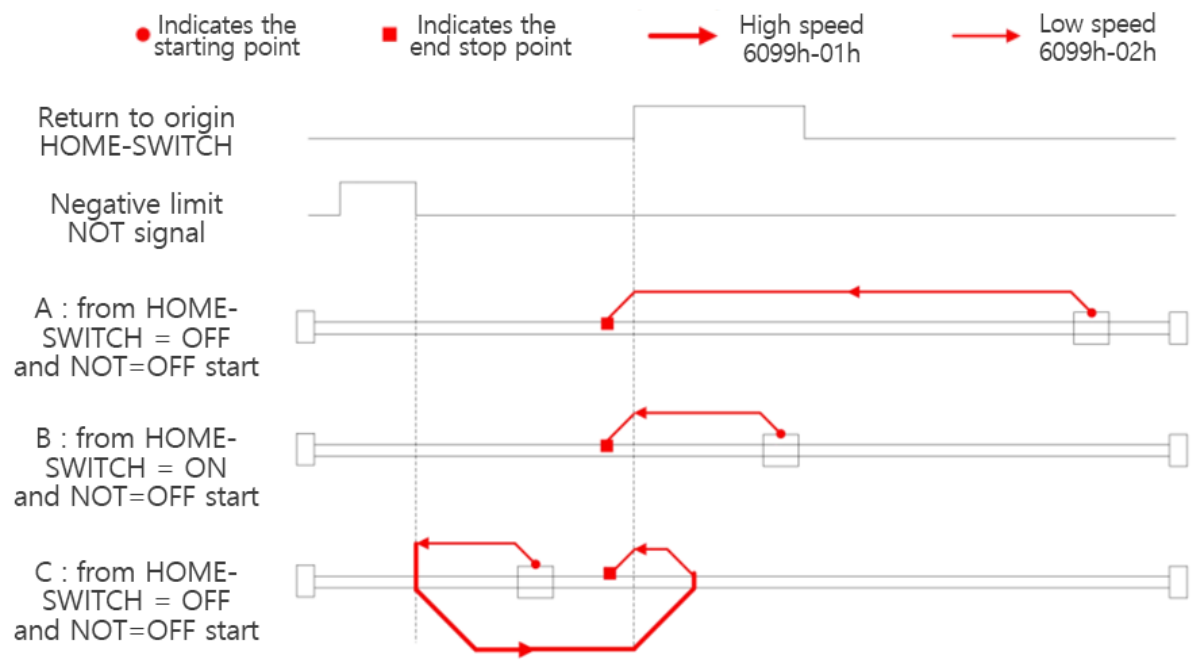 Indicates the
starting point
Indicates the
end stop point
High speed
6099h-01h
Low speed
6099h-02h
Return to origin
HOME-SWITCH
Negative limit
NOT signal
A : from HOME-
SWITCH = OFF
and NOT=OFF start
B : from HOME-
SWITCH = ON
and NOT=OFF start
C : from HOME-
SWITCH = OFF
and NOT=OFF start